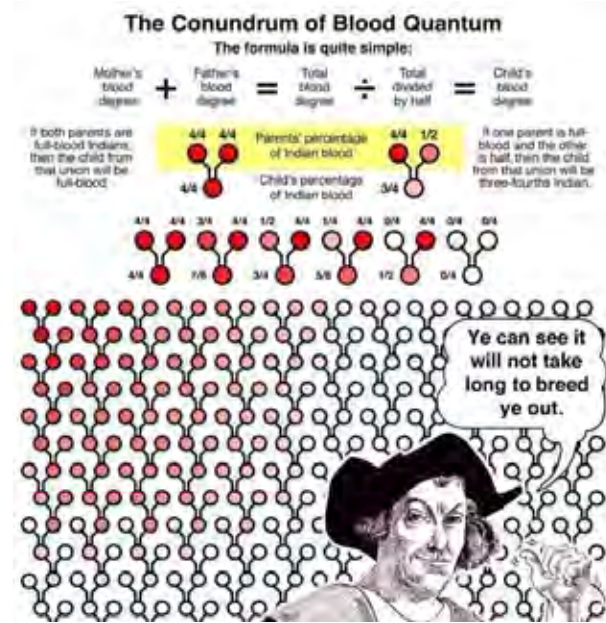 The Conundrum of Blood Quantum
The formula is quite simple:
Mother's blood degree + Father's blood degree = Total blood degree ÷ Total divided by half = Child's blood degree
If both parents are
full-blood Indians,
then the child from
that union will be
full-blood
4/4 4/4
4/4
Parents' percentage
of Indian blood
Child's percentage
of Indian blood
4/4 1/2
3/4
If one parent is full-
blood and the other
is half, then the child
from that union will be
three-fourths Indian.
4/4 4/4 3/4 4/4 1/2 4/4 1/4 4/4 0/4 4/4 0/4 0/4
4/4 7/8 3/4 5/8 1/2 0/4
Ye can see it
will not take
long to breed
ye out.